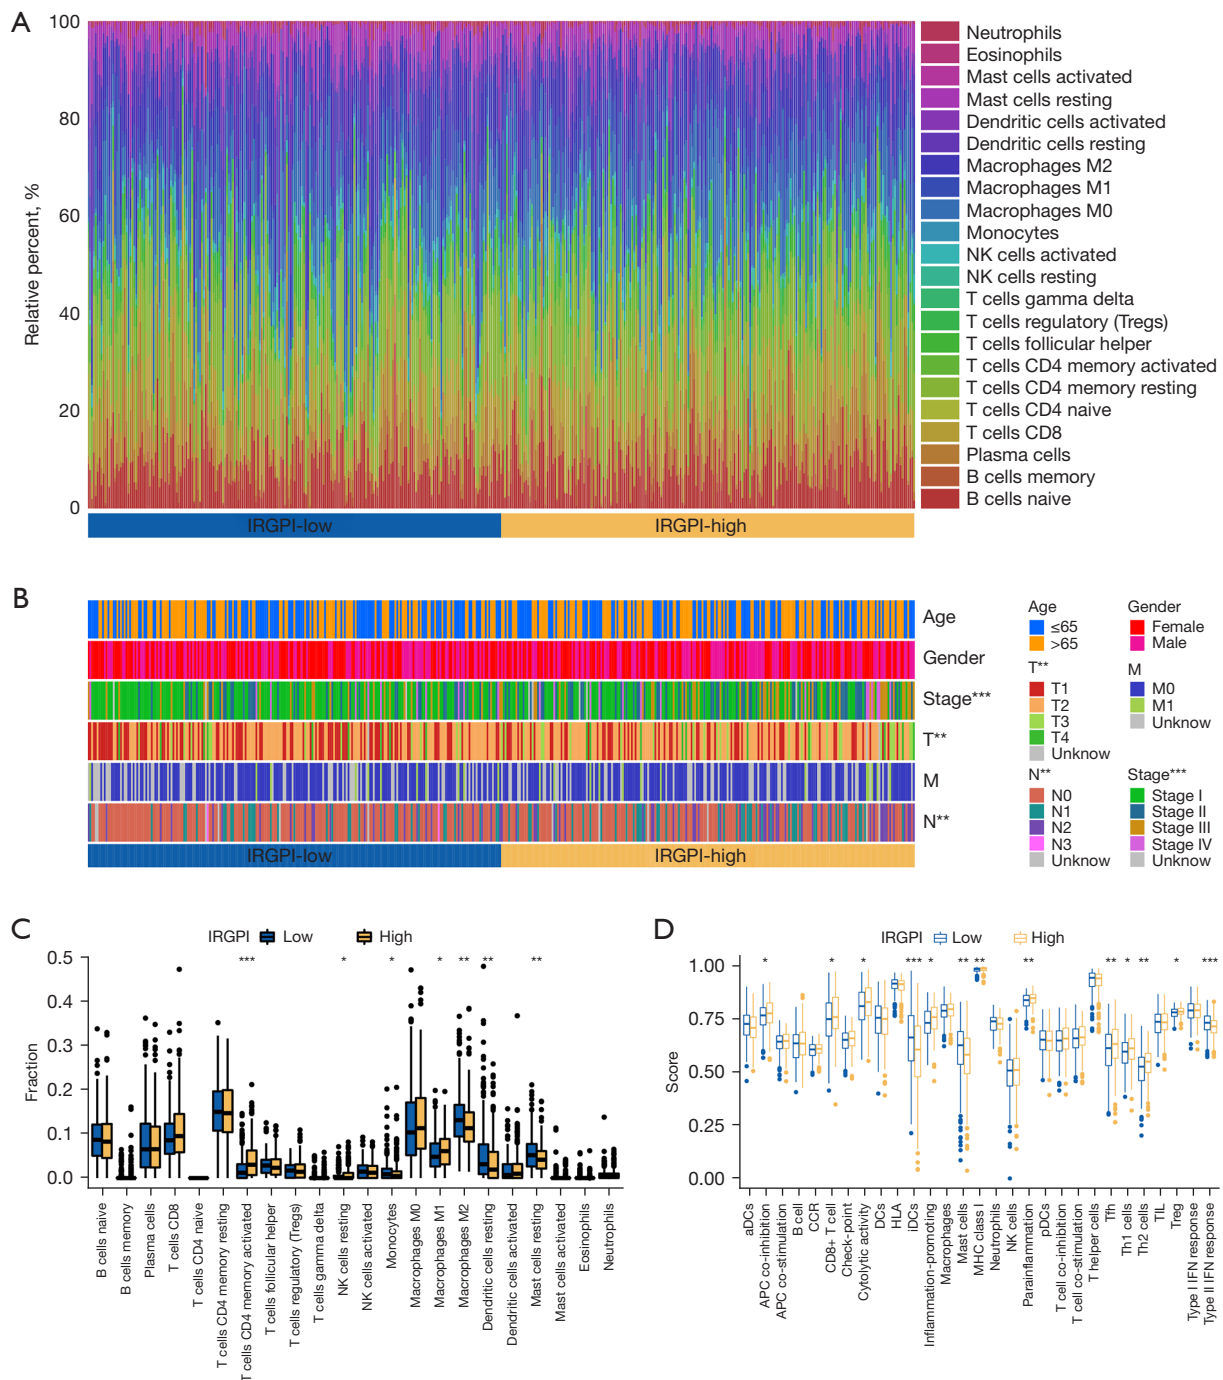 A
Relative percent, %
100
80
60
40
20
0
IRGPI-low
IRGPI-high
Neutrophils
Eosinophils
Mast cells activated
Mast cells resting
Dendritic cells activated
Dendritic cells resting
Macrophages M2
Macrophages M1
Macrophages M0
Monocytes
NK cells activated
NK cells resting
T cells gamma delta
T cells regulatory (Tregs)
T cells follicular helper
T cells CD4 memory activated
T cells CD4 memory resting
T cells CD4 naive
T cells CD8
Plasma cells
B cells memory
B cells naive
B
Age
Gender
Stage***
T**
M
N**
IRGPI-low
IRGPI-high
Age
≤65
>65
Gender
Female
Male
T**
T1
T2
T3
T4
Unknow
M
M0
M1
Unknow
N**
N0
N1
N2
N3
Unknow
Stage***
Stage I
Stage II
Stage III
Stage IV
Unknow
C
IRGPI Low High
Fraction
0.5
0.4
0.3
0.2
0.1
0.0
*** * * * ** ** **
B cells naive
B cells memory
Plasma cells
T cells CD8
T cells CD4 naive
T cells CD4 memory resting
T cells CD4 memory activated
T cells follicular helper
T cells regulatory (Tregs)
T cells gamma delta
NK cells resting
NK cells activated
Monocytes
Macrophages M0
Macrophages M1
Macrophages M2
Dendritic cells resting
Dendritic cells activated
Mast cells resting
Mast cells activated
Eosinophils
Neutrophils
D
IRGPI Low High
Score
1.00
0.75
0.50
0.25
0.00
* * * *** * ** ** ** ** * ** * ***
aDCs
APC co-inhibition
APC co-stimulation
B cell
CCR
CD8+ T cell
Check-point
Cytolytic activity
DCs
HLA
iDCs
Inflammation-promoting
Macrophages
Mast cells
MHC class I
Neutrophils
NK cells
Parainflammation
pDCs
T cell co-inhibition
T cell co-stimulation
T helper cells
Tfh
Th1 cells
Th2 cells
TIL
Treg
Type I IFN response
Type II IFN response